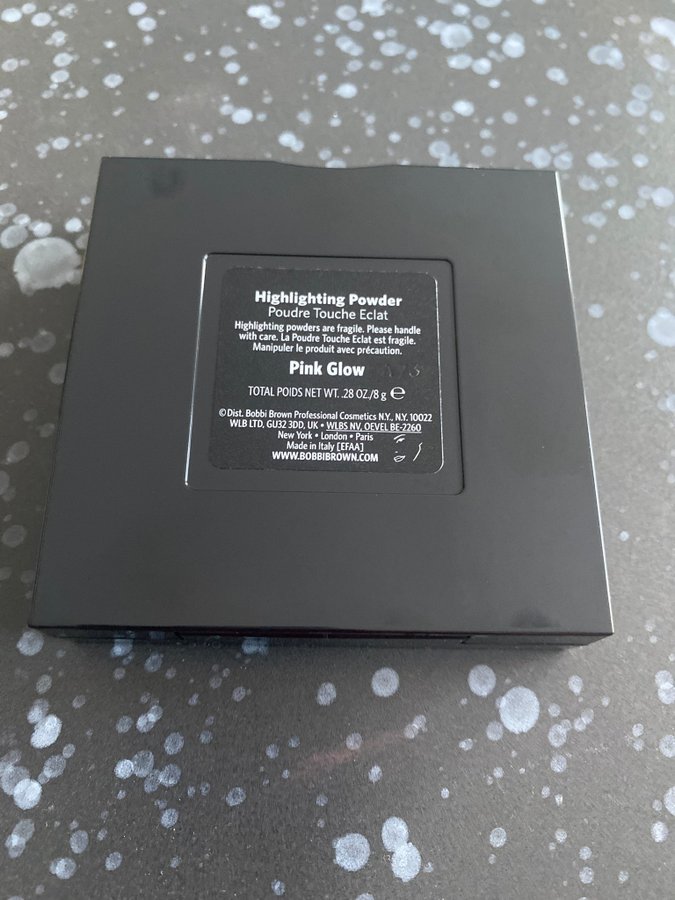 Highlighting Powder
Poudre Touche Eclat
Highlighting powders are fragile. Please handle
with care. La Poudre Touche Eclat est fragile.
Manipuler le produit avec précaution.
Pink Glow
TOTAL POIDS NET WT. .28 OZ./8 g ℮
© Dist. Bobbi Brown Professional Cosmetics N.Y., N.Y. 10022
WLB LTD, GU32 3DD, UK • WLBS NV, OEVEL BE-2260
New York • London • Paris
Made in Italy [EFAA]
WWW.BOBBIBROWN.COM